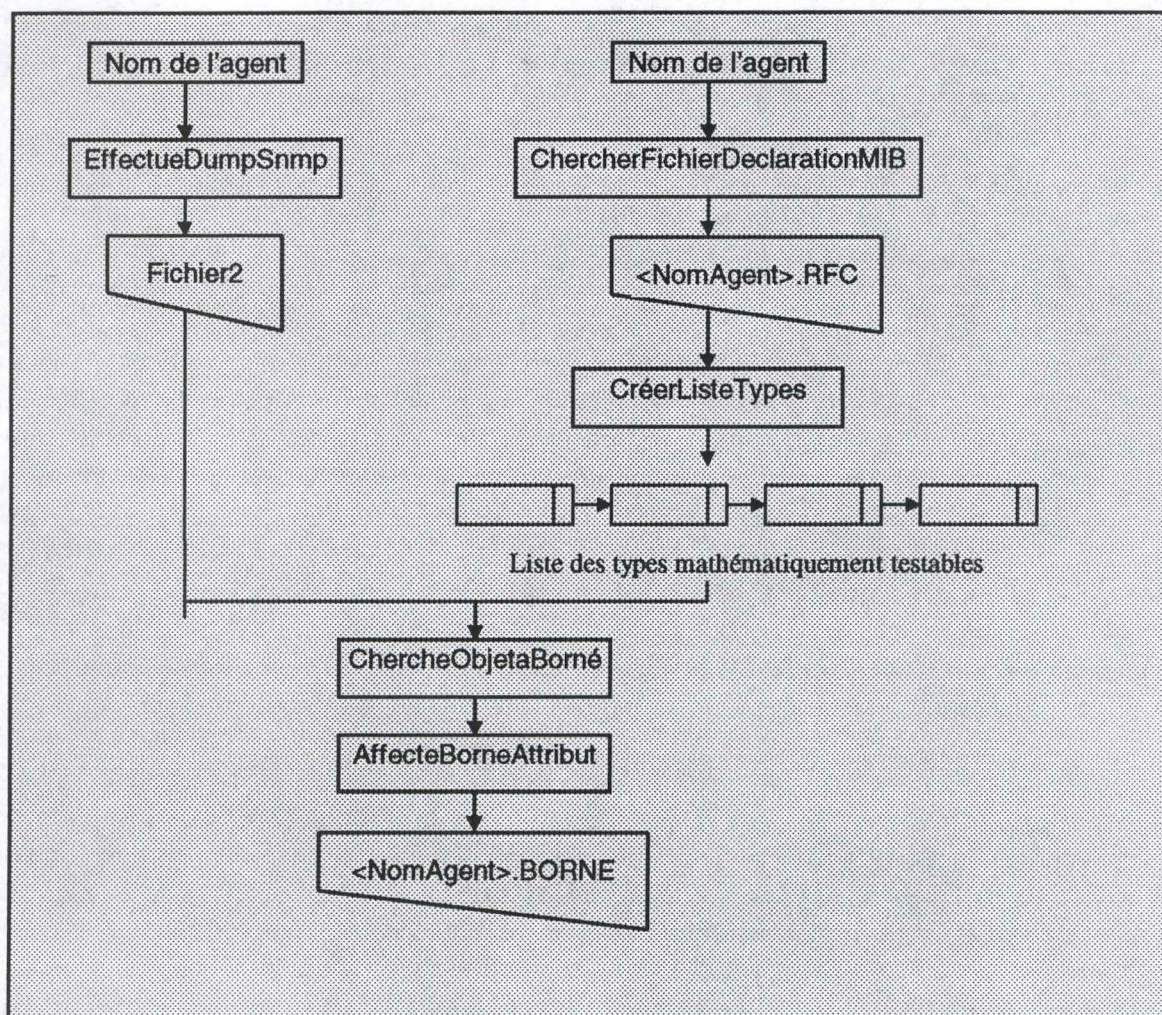 Nom de l'agent
Nom de l'agent
EffectueDumpSnmp
ChercherFichierDeclarationMIB
Fichier2
<NomAgent>.RFC
CréerListeTypes
Liste des types mathématiquement testables
ChercheObjetaBorné
AffecteBorneAttribut
<NomAgent>.BORNE